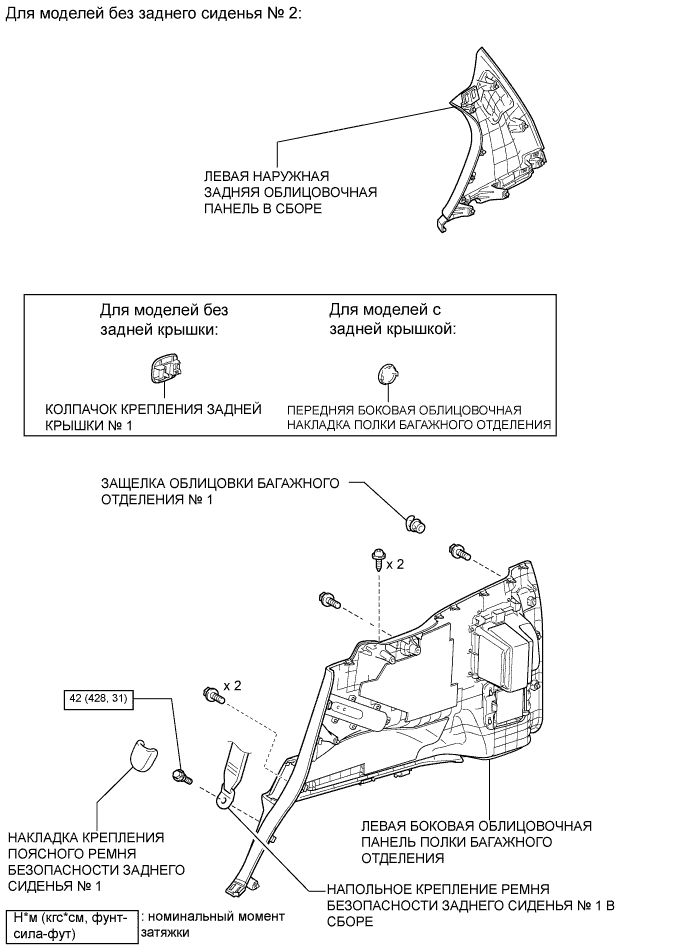 Для моделей без заднего сиденья № 2:
ЛЕВАЯ НАРУЖНАЯ
ЗАДНЯЯ ОБЛИЦОВОЧНАЯ
ПАНЕЛЬ В СБОРЕ
Для моделей без
задней крышки:
КОЛПАЧОК КРЕПЛЕНИЯ ЗАДНЕЙ
КРЫШКИ № 1
Для моделей с
задней крышкой:
ПЕРЕДНЯЯ БОКОВАЯ ОБЛИЦОВОЧНАЯ
НАКЛАДКА ПОЛКИ БАГАЖНОГО ОТДЕЛЕНИЯ
ЗАЩЕЛКА ОБЛИЦОВКИ БАГАЖНОГО
ОТДЕЛЕНИЯ № 1
x 2
x 2
42 (428, 31)
НАКЛАДКА КРЕПЛЕНИЯ
ПОЯСНОГО РЕМНЯ
БЕЗОПАСНОСТИ ЗАДНЕГО
СИДЕНЬЯ № 1
ЛЕВАЯ БОКОВАЯ ОБЛИЦОВОЧНАЯ
ПАНЕЛЬ ПОЛКИ БАГАЖНОГО
ОТДЕЛЕНИЯ
НАПОЛЬНОЕ КРЕПЛЕНИЕ РЕМНЯ
БЕЗОПАСНОСТИ ЗАДНЕГО СИДЕНЬЯ № 1 В
СБОРЕ
Н*м (кгс*см, фунт-
сила-фут)
: номинальный момент
затяжки